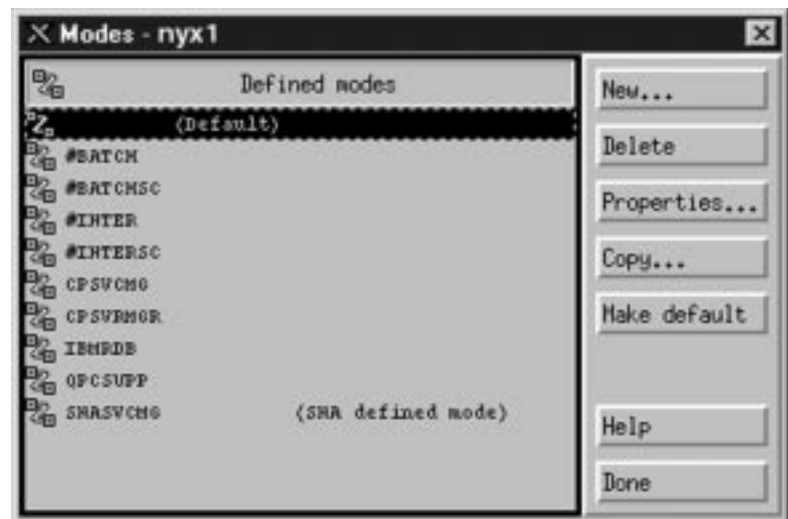 Modes - nyx1
Defined modes
(Default)
#BATCH
#BATCHSC
#INTER
#INTERSC
CPSVCMG
CPSVRMGR
IBMRDB
QPCSUPP
SNASVCMG (SNA defined mode)
New...
Delete
Properties...
Copy...
Make default
Help
Done